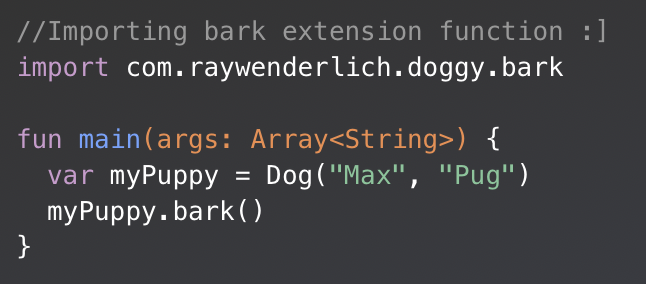 //Importing bark extension function :]
import com.raywenderlich.doggy.bark
fun main(args: Array<String>) {
var myPuppy = Dog("Max", "Pug")
myPuppy.bark()
}